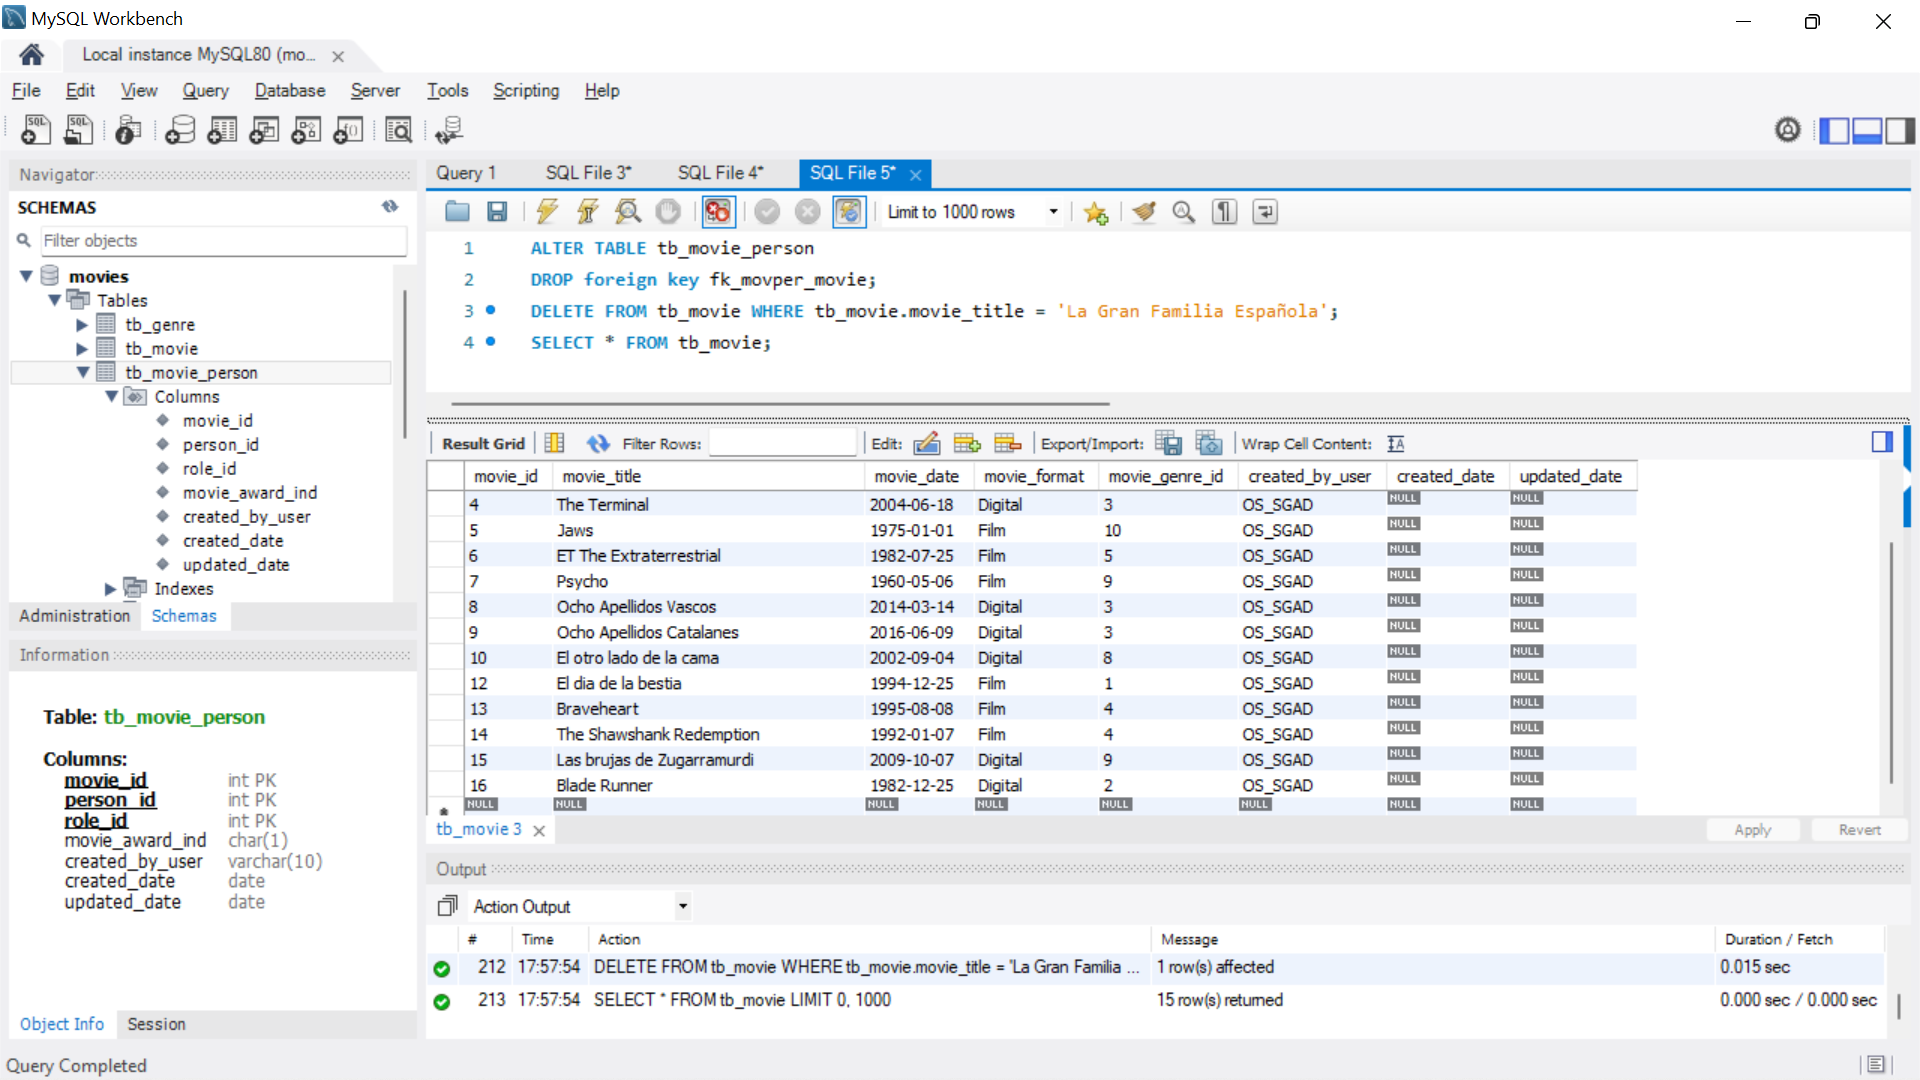 MySQL Workbench
Local instance MySQL80 (mo...
File Edit View Query Database Server Tools Scripting Help
Navigator
SCHEMAS
Filter objects
movies
Tables
tb_genre
tb_movie
tb_movie_person
Columns
movie_id
person_id
role_id
movie_award_ind
created_by_user
created_date
updated_date
Indexes
Administration Schemas
Information
Table: tb_movie_person
Columns:
movie_id int PK
person_id int PK
role_id int PK
movie_award_ind char(1)
created_by_user varchar(10)
created_date date
updated_date date
Object Info Session
Query Completed
Query 1 SQL File 3* SQL File 4* SQL File 5*
Limit to 1000 rows
1 ALTER TABLE tb_movie_person
2 DROP foreign key fk_movper_movie;
3 DELETE FROM tb_movie WHERE tb_movie.movie_title = 'La Gran Familia Española';
4 SELECT * FROM tb_movie;
Result Grid Filter Rows: Edit: Export/Import: Wrap Cell Content:
movie_id movie_title movie_date movie_format movie_genre_id created_by_user created_date updated_date
4 The Terminal 2004-06-18 Digital 3 OS_SGAD NULL NULL
5 Jaws 1975-01-01 Film 10 OS_SGAD NULL NULL
6 ET The Extraterrestrial 1982-07-25 Film 5 OS_SGAD NULL NULL
7 Psycho 1960-05-06 Film 9 OS_SGAD NULL NULL
8 Ocho Apellidos Vascos 2014-03-14 Digital 3 OS_SGAD NULL NULL
9 Ocho Apellidos Catalanes 2016-06-09 Digital 3 OS_SGAD NULL NULL
10 El otro lado de la cama 2002-09-04 Digital 8 OS_SGAD NULL NULL
12 El dia de la bestia 1994-12-25 Film 1 OS_SGAD NULL NULL
13 Braveheart 1995-08-08 Film 4 OS_SGAD NULL NULL
14 The Shawshank Redemption 1992-01-07 Film 4 OS_SGAD NULL NULL
15 Las brujas de Zugarramurdi 2009-10-07 Digital 9 OS_SGAD NULL NULL
16 Blade Runner 1982-12-25 Digital 2 OS_SGAD NULL NULL
NULL NULL NULL NULL NULL NULL NULL NULL
tb_movie 3 Apply Revert
Output
Action Output
# Time Action Message Duration / Fetch
212 17:57:54 DELETE FROM tb_movie WHERE tb_movie.movie_title = 'La Gran Familia ... 1 row(s) affected 0.015 sec
213 17:57:54 SELECT * FROM tb_movie LIMIT 0, 1000 15 row(s) returned 0.000 sec / 0.000 sec